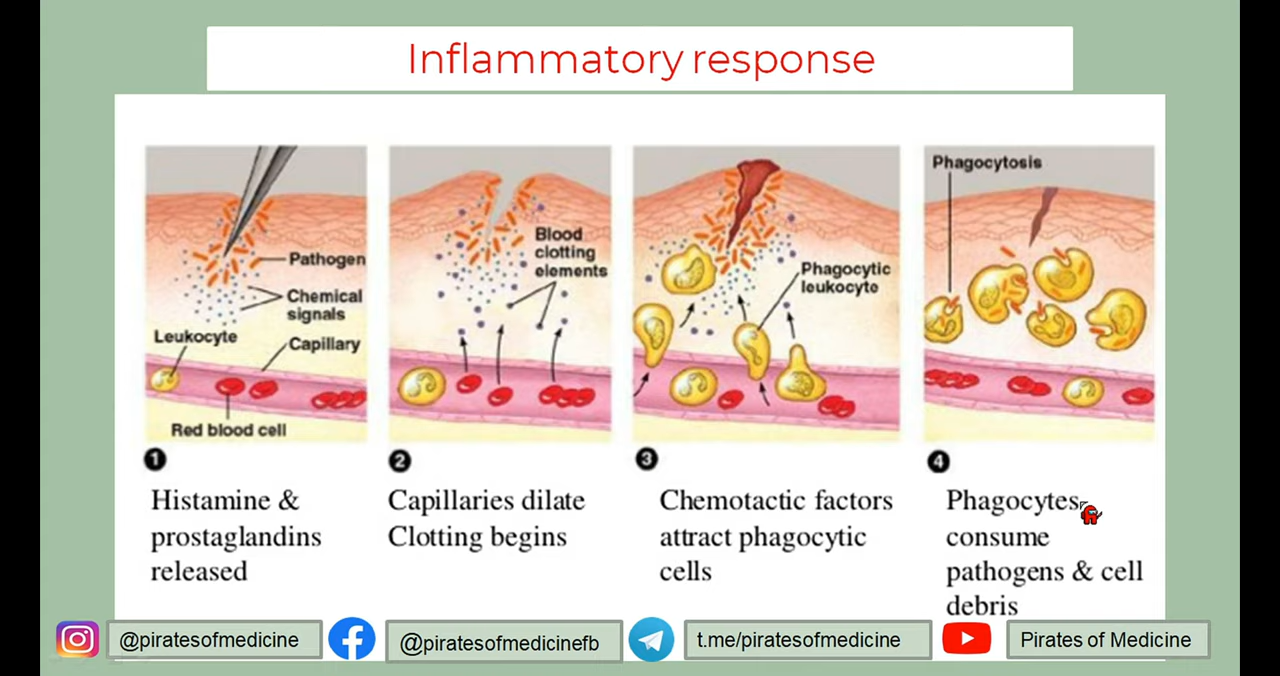 Inflammatory response
Pathogen
Chemical
signals
Leukocyte
Capillary
Red blood cell
Blood
clotting
elements
Phagocytic
leukocyte
Phagocytosis
1
Histamine &
prostaglandins
released
2
Capillaries dilate
Clotting begins
3
Chemotactic factors
attract phagocytic
cells
4
Phagocytes
consume
pathogens & cell
debris
@piratesofmedicine
@piratesofmedicinefb
t.me/piratesofmedicine
Pirates of Medicine